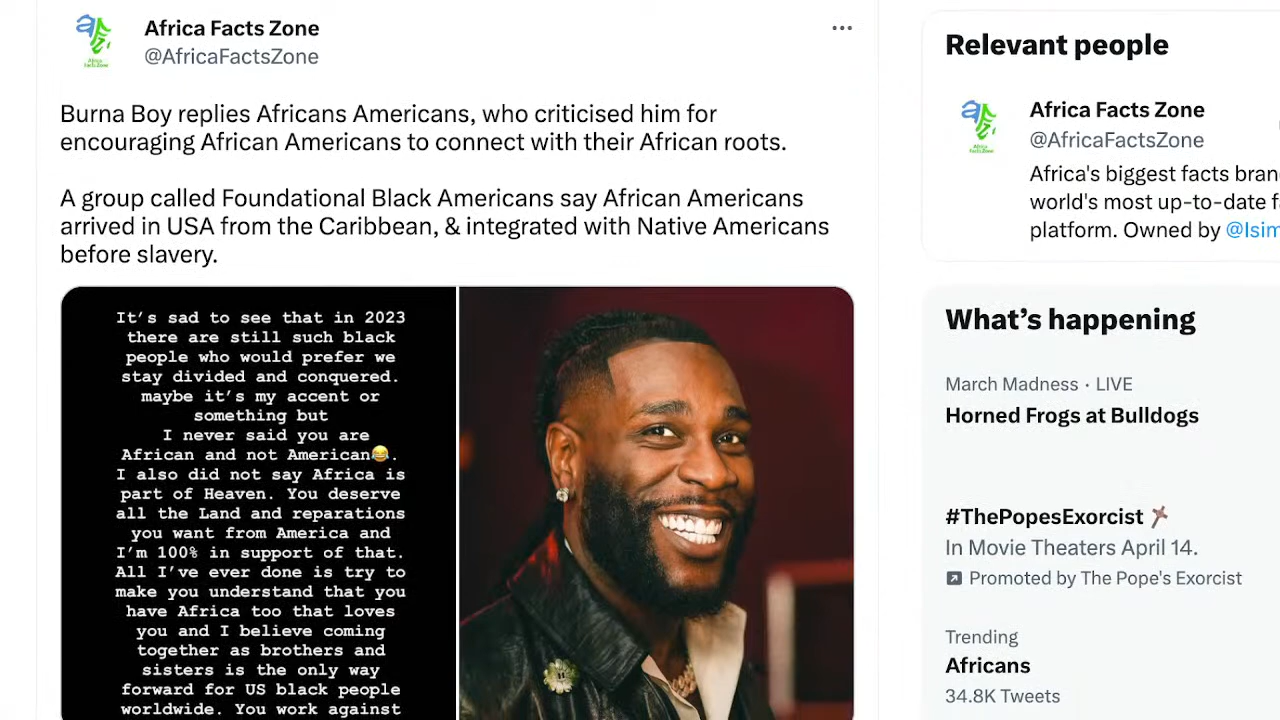 Africa Facts Zone
@AfricaFactsZone
Burna Boy replies Africans Americans, who criticised him for
encouraging African Americans to connect with their African roots.
A group called Foundational Black Americans say African Americans
arrived in USA from the Caribbean, & integrated with Native Americans
before slavery.
It’s sad to see that in 2023
there are still such black
people who would prefer we
stay divided and conquered.
maybe it’s my accent or
something but
I never said you are
African and not American😂.
I also did not say Africa is
part of Heaven. You deserve
all the Land and reparations
you want from America and
I’m 100% in support of that.
All I’ve ever done is try to
make you understand that you
have Africa too that loves
you and I believe coming
together as brothers and
sisters is the only way
forward for US black people
worldwide. You work against
Relevant people
Africa Facts Zone
@AfricaFactsZone
Africa's biggest facts bran
world's most up-to-date f
platform. Owned by @Isim
What’s happening
March Madness · LIVE
Horned Frogs at Bulldogs
#ThePopesExorcist
In Movie Theaters April 14.
Promoted by The Pope's Exorcist
Trending
Africans
34.8K Tweets